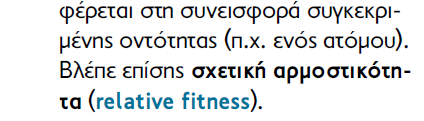 φέρεται στη συνεισφορά συγκεκρι-
μένης οντότητας (π.χ. ενός ατόμου).
Βλέπε επίσης σχετική αρμοστικότη-
τα (relative fitness).